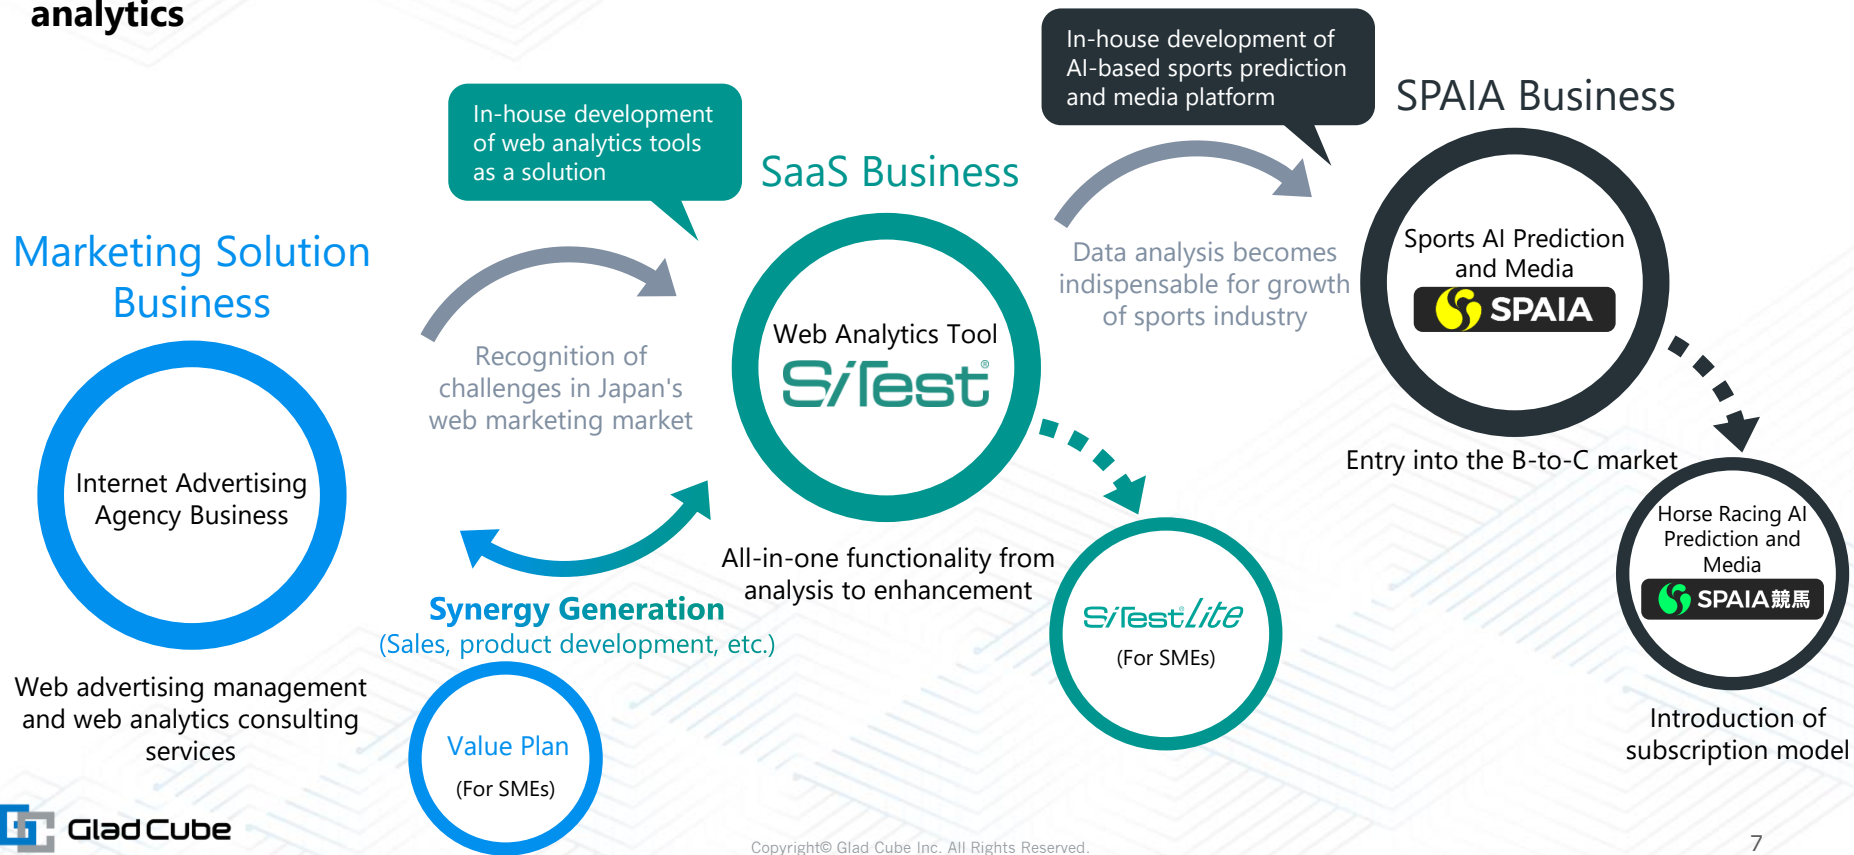 analytics
In-house development of
AI-based sports prediction
and media platform
SPAIA Business
In-house development
of web analytics tools
as a solution
SaaS Business
Marketing Solution
Business
Sports AI Prediction
and Media
SPAIA
Data analysis becomes
indispensable for growth
of sports industry
Web Analytics Tool
SiTest®
Recognition of
challenges in Japan's
web marketing market
Internet Advertising
Agency Business
Entry into the B-to-C market
Horse Racing AI
Prediction and
Media
SPAIA競馬
All-in-one functionality from
analysis to enhancement
Synergy Generation
(Sales, product development, etc.)
SiTest Lite
(For SMEs)
Web advertising management
and web analytics consulting
services
Value Plan
(For SMEs)
Introduction of
subscription model
Glad Cube
Copyright© Glad Cube Inc. All Rights Reserved.
7